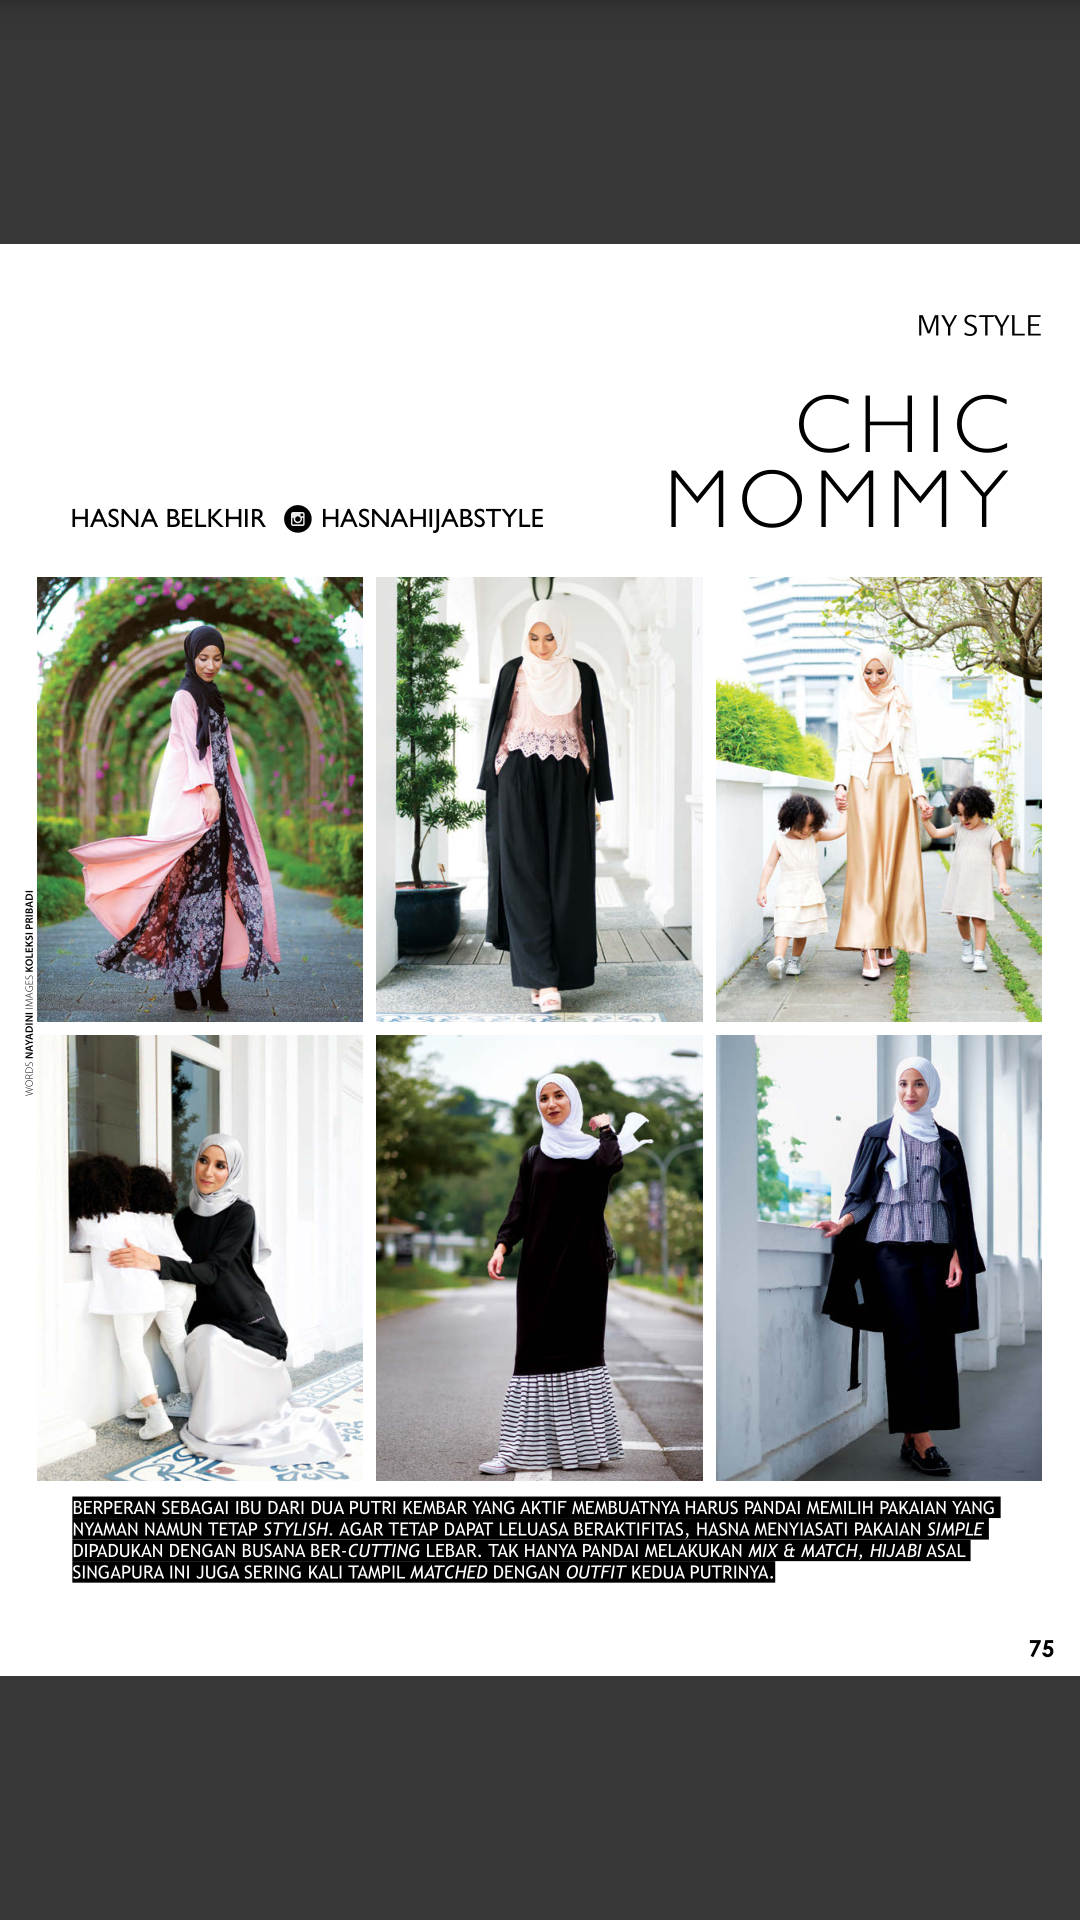 MY STYLE
CHIC
MOMMY
HASNA BELKHIR HASNAHIJABSTYLE
WORDS NAYADINI IMAGES KOLEKSI PRIBADI
BERPERAN SEBAGAI IBU DARI DUA PUTRI KEMBAR YANG AKTIF MEMBUATNYA HARUS PANDAI MEMILIH PAKAIAN YANG
NYAMAN NAMUN TETAP STYLISH. AGAR TETAP DAPAT LELUASA BERAKTIFITAS, HASNA MENYIASATI PAKAIAN SIMPLE
DIPADUKAN DENGAN BUSANA BER-CUTTING LEBAR. TAK HANYA PANDAI MELAKUKAN MIX & MATCH, HIJABI ASAL
SINGAPURA INI JUGA SERING KALI TAMPIL MATCHED DENGAN OUTFIT KEDUA PUTRINYA.
75